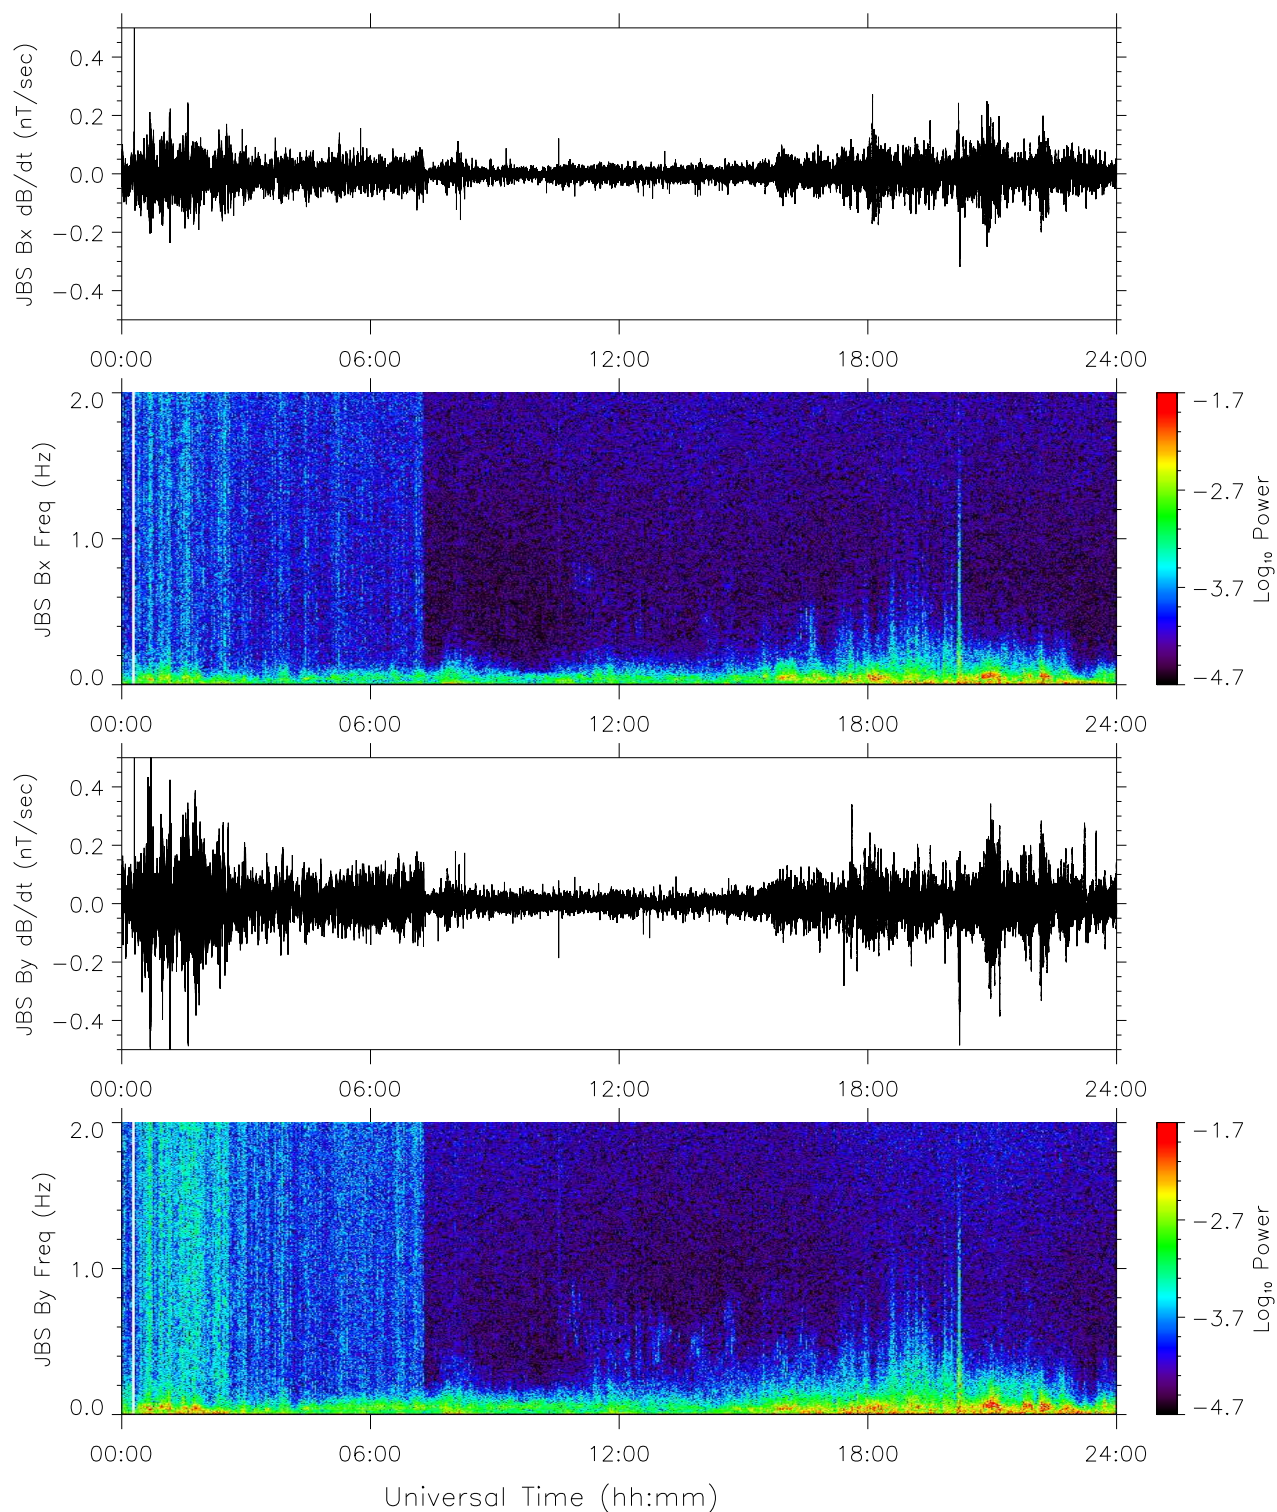 JBS Bx dB/dt (nT/sec)
0.4
0.2
0.0
−0.2
−0.4
00:00 06:00 12:00 18:00 24:00
JBS Bx Freq (Hz)
2.0
1.0
0.0
−1.7
−2.7
−3.7
−4.7
Log₁₀ Power
00:00 06:00 12:00 18:00 24:00
JBS By dB/dt (nT/sec)
0.4
0.2
0.0
−0.2
−0.4
00:00 06:00 12:00 18:00 24:00
JBS By Freq (Hz)
2.0
1.0
0.0
−1.7
−2.7
−3.7
−4.7
Log₁₀ Power
00:00 06:00 12:00 18:00 24:00
Universal Time (hh:mm)